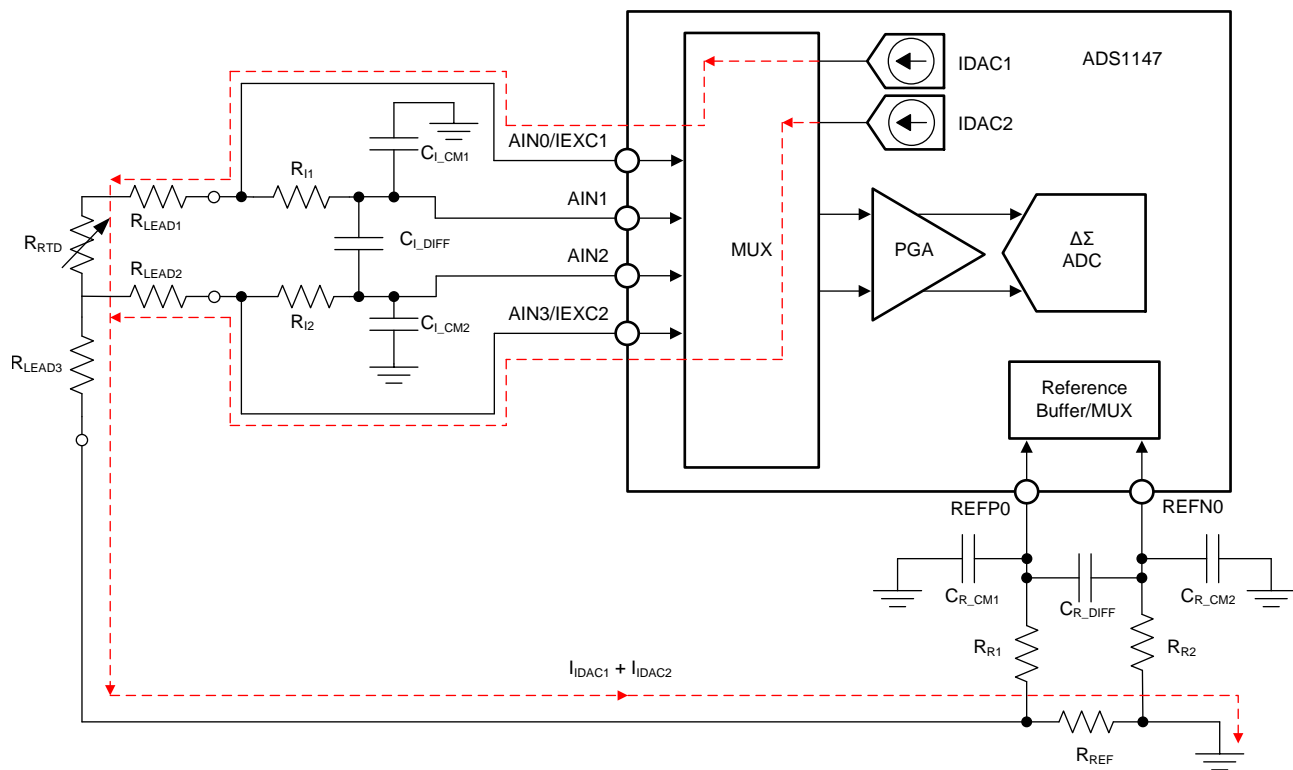 ADS1147
IDAC1
IDAC2
MUX
PGA
ΔΣ
ADC
Reference
Buffer/MUX
AIN0/IEXC1
AIN1
AIN2
AIN3/IEXC2
C_I_CM1
R_I1
R_LEAD1
R_RTD
C_I_DIFF
R_LEAD2
R_I2
C_I_CM2
R_LEAD3
REFP0
REFN0
C_R_CM1
C_R_DIFF
C_R_CM2
R_R1
R_R2
I_IDAC1 + I_IDAC2
R_REF